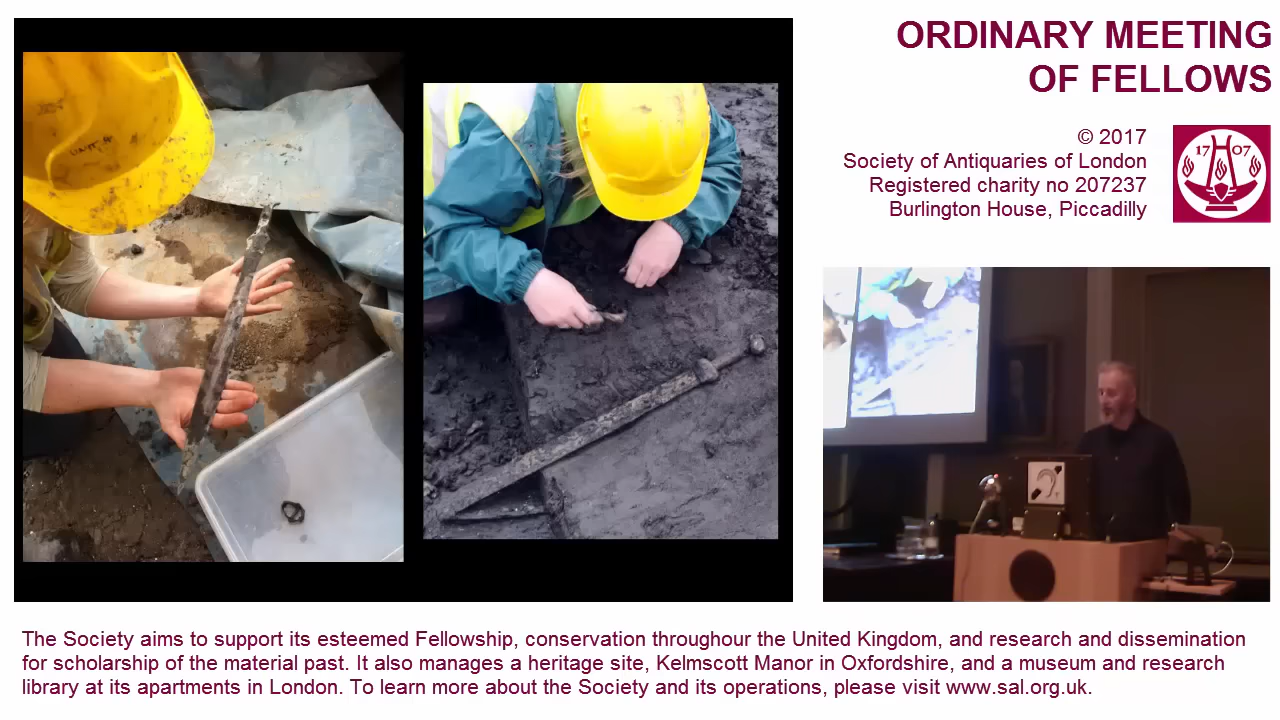 ORDINARY MEETING
OF FELLOWS
© 2017
Society of Antiquaries of London
Registered charity no 207237
Burlington House, Piccadilly
17 07
The Society aims to support its esteemed Fellowship, conservation throughour the United Kingdom, and research and dissemination
for scholarship of the material past. It also manages a heritage site, Kelmscott Manor in Oxfordshire, and a museum and research
library at its apartments in London. To learn more about the Society and its operations, please visit www.sal.org.uk.